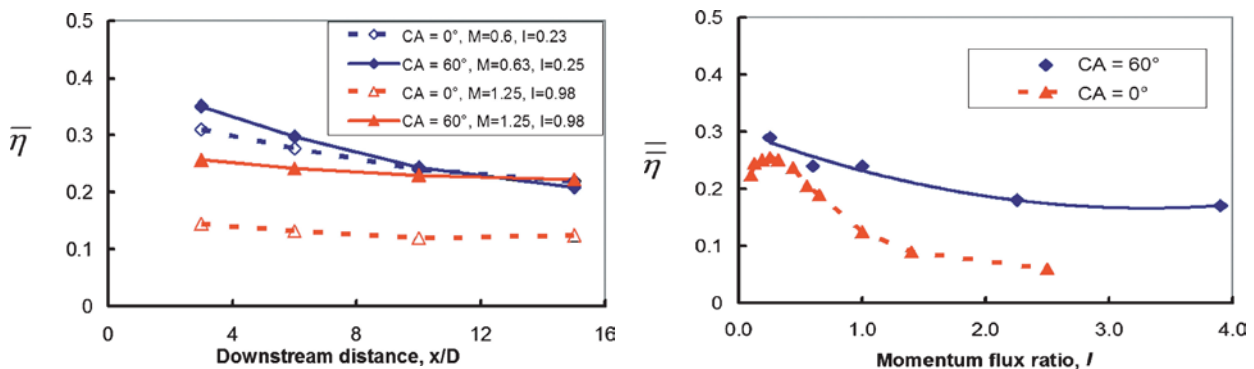 0.5
0.4
0.3
0.2
0.1
0
η
CA = 0°, M=0.6, I=0.23
CA = 60°, M=0.63, I=0.25
CA = 0°, M=1.25, I=0.98
CA = 60°, M=1.25, I=0.98
0 4 8 12 16
Downstream distance, x/D
0.5
0.4
0.3
0.2
0.1
0
η
CA = 60°
CA = 0°
0.0 1.0 2.0 3.0 4.0
Momentum flux ratio, I